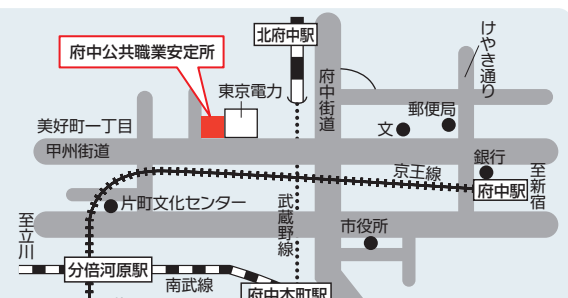 北府中駅
けやき通り
府中公共職業安定所
府中街道
東京電力
郵便局
文
美好町一丁目
甲州街道
銀行
至新宿
京王線
府中駅
片町文化センター
武蔵野線
至立川
市役所
分倍河原駅
南武線
府中本町駅